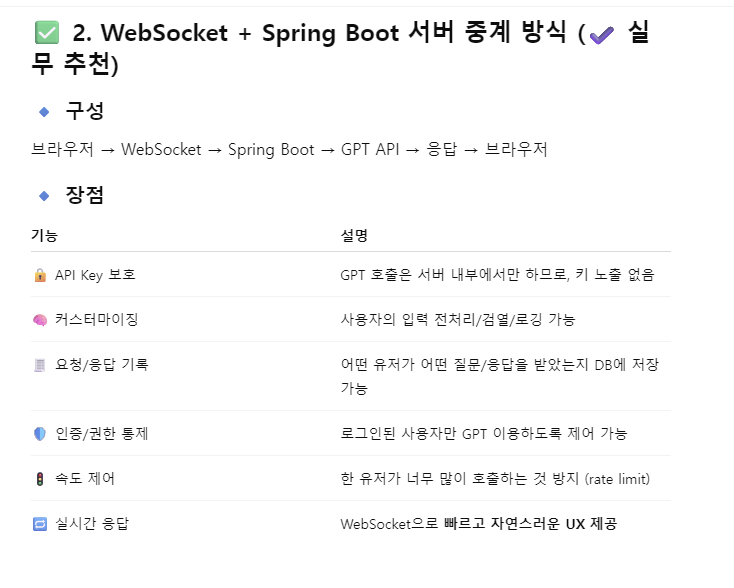 ✅ 2. WebSocket + Spring Boot 서버 중계 방식 (✔ 실
무 추천)
🔹 구성
브라우저 → WebSocket → Spring Boot → GPT API → 응답 → 브라우저
🔹 장점
기능 설명
🔒 API Key 보호 GPT 호출은 서버 내부에서만 하므로, 키 노출 없음
🧠 커스터마이징 사용자의 입력 전처리/검열/로깅 가능
🧾 요청/응답 기록 어떤 유저가 어떤 질문/응답을 받았는지 DB에 저장
가능
🛡 인증/권한 통제 로그인된 사용자만 GPT 이용하도록 제어 가능
🚦 속도 제어 한 유저가 너무 많이 호출하는 것 방지 (rate limit)
🔁 실시간 응답 WebSocket으로 빠르고 자연스러운 UX 제공